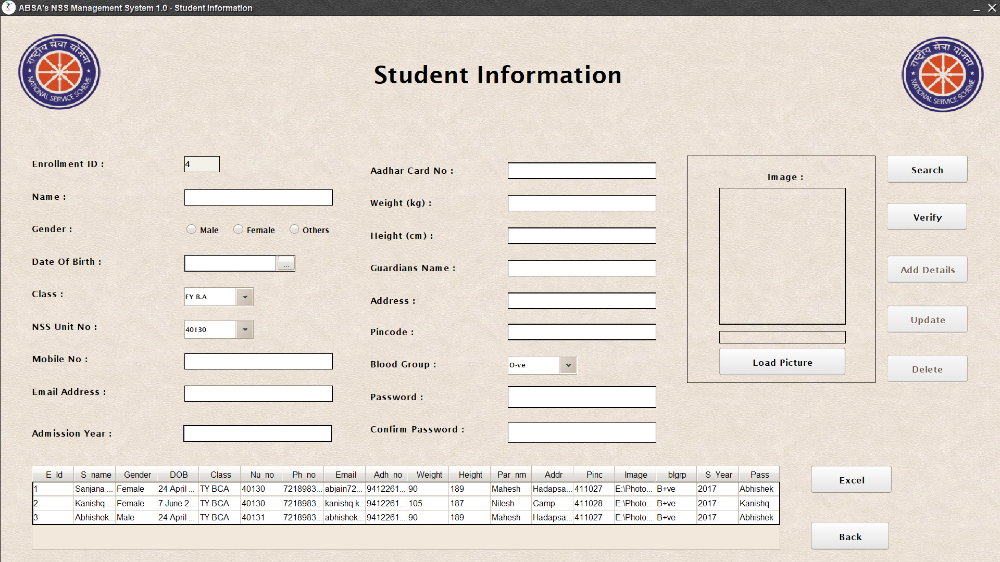 ABSA's NSS Management System 1.0 - Student Information
राष्ट्रीय सेवा योजना
NATIONAL SERVICE SCHEME
Student Information
राष्ट्रीय सेवा योजना
NATIONAL SERVICE SCHEME
Enrollment ID : 4
Name :
Gender : Male Female Others
Date Of Birth : ...
Class : FY B.A
NSS Unit No : 40130
Mobile No :
Email Address :
Admission Year :
Aadhar Card No :
Weight (kg) :
Height (cm) :
Guardians Name :
Address :
Pincode :
Blood Group : O-ve
Password :
Confirm Password :
Image :
Load Picture
Search
Verify
Add Details
Update
Delete
E_Id S_name Gender DOB Class Nu_no Ph_no Email Adh_no Weight Height Par_nm Addr Pinc Image blgrp S_Year Pass
1 Sanjana ... Female 24 April ... TY BCA 40130 7218983... abjain72... 9412261... 90 189 Mahesh Hadapsa... 411027 E:\Photo... B+ve 2017 Abhishek
2 Kanishq ... Female 7 June 2... TY BCA 40130 7218983... kanishq.k... 9412261... 105 187 Nilesh Camp 411028 E:\Photo... B+ve 2017 Kanishq
3 Abhishek... Male 24 April ... TY BCA 40131 7218983... abhishek... 9412261... 90 189 Mahesh Hadapsa... 411027 E:\Photo... B+ve 2017 Abhishek
Excel
Back